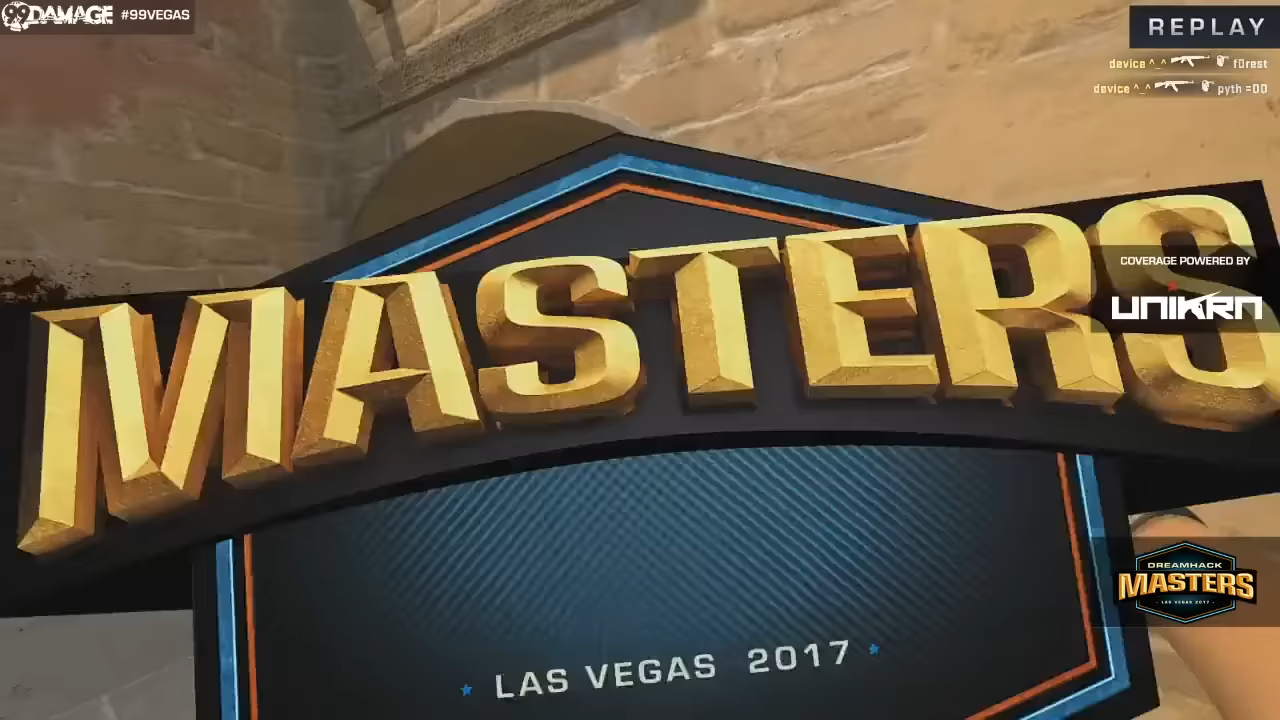 DAMAGE #99VEGAS
REPLAY
device ^_^ f0rest
device ^_^ pyth =DD
MASTERS
COVERAGE POWERED BY
UNIKRN
DREAMHACK
MASTERS
LAS VEGAS 2017
LAS VEGAS 2017